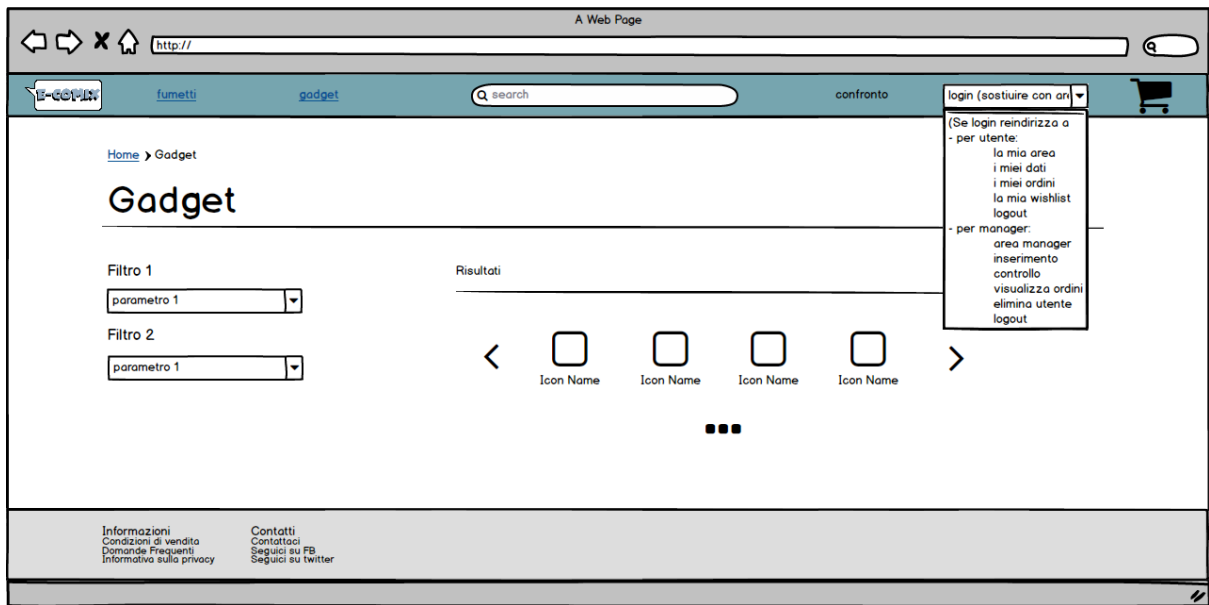 A Web Page
http://
E-COMIX
fumetti
gadget
search
confronto
login (sostiuire con are
(Se login reindirizza a
- per utente:
la mia area
i miei dati
i miei ordini
la mia wishlist
logout
- per manager:
area manager
inserimento
controllo
visualizza ordini
elimina utente
logout
Home > Gadget
Gadget
Filtro 1
parametro 1
Filtro 2
parametro 1
Risultati
Icon Name
Icon Name
Icon Name
Icon Name
Informazioni
Condizioni di vendita
Domande Frequenti
Informativa sulla privacy
Contatti
Contattaci
Seguici su FB
Seguici su twitter